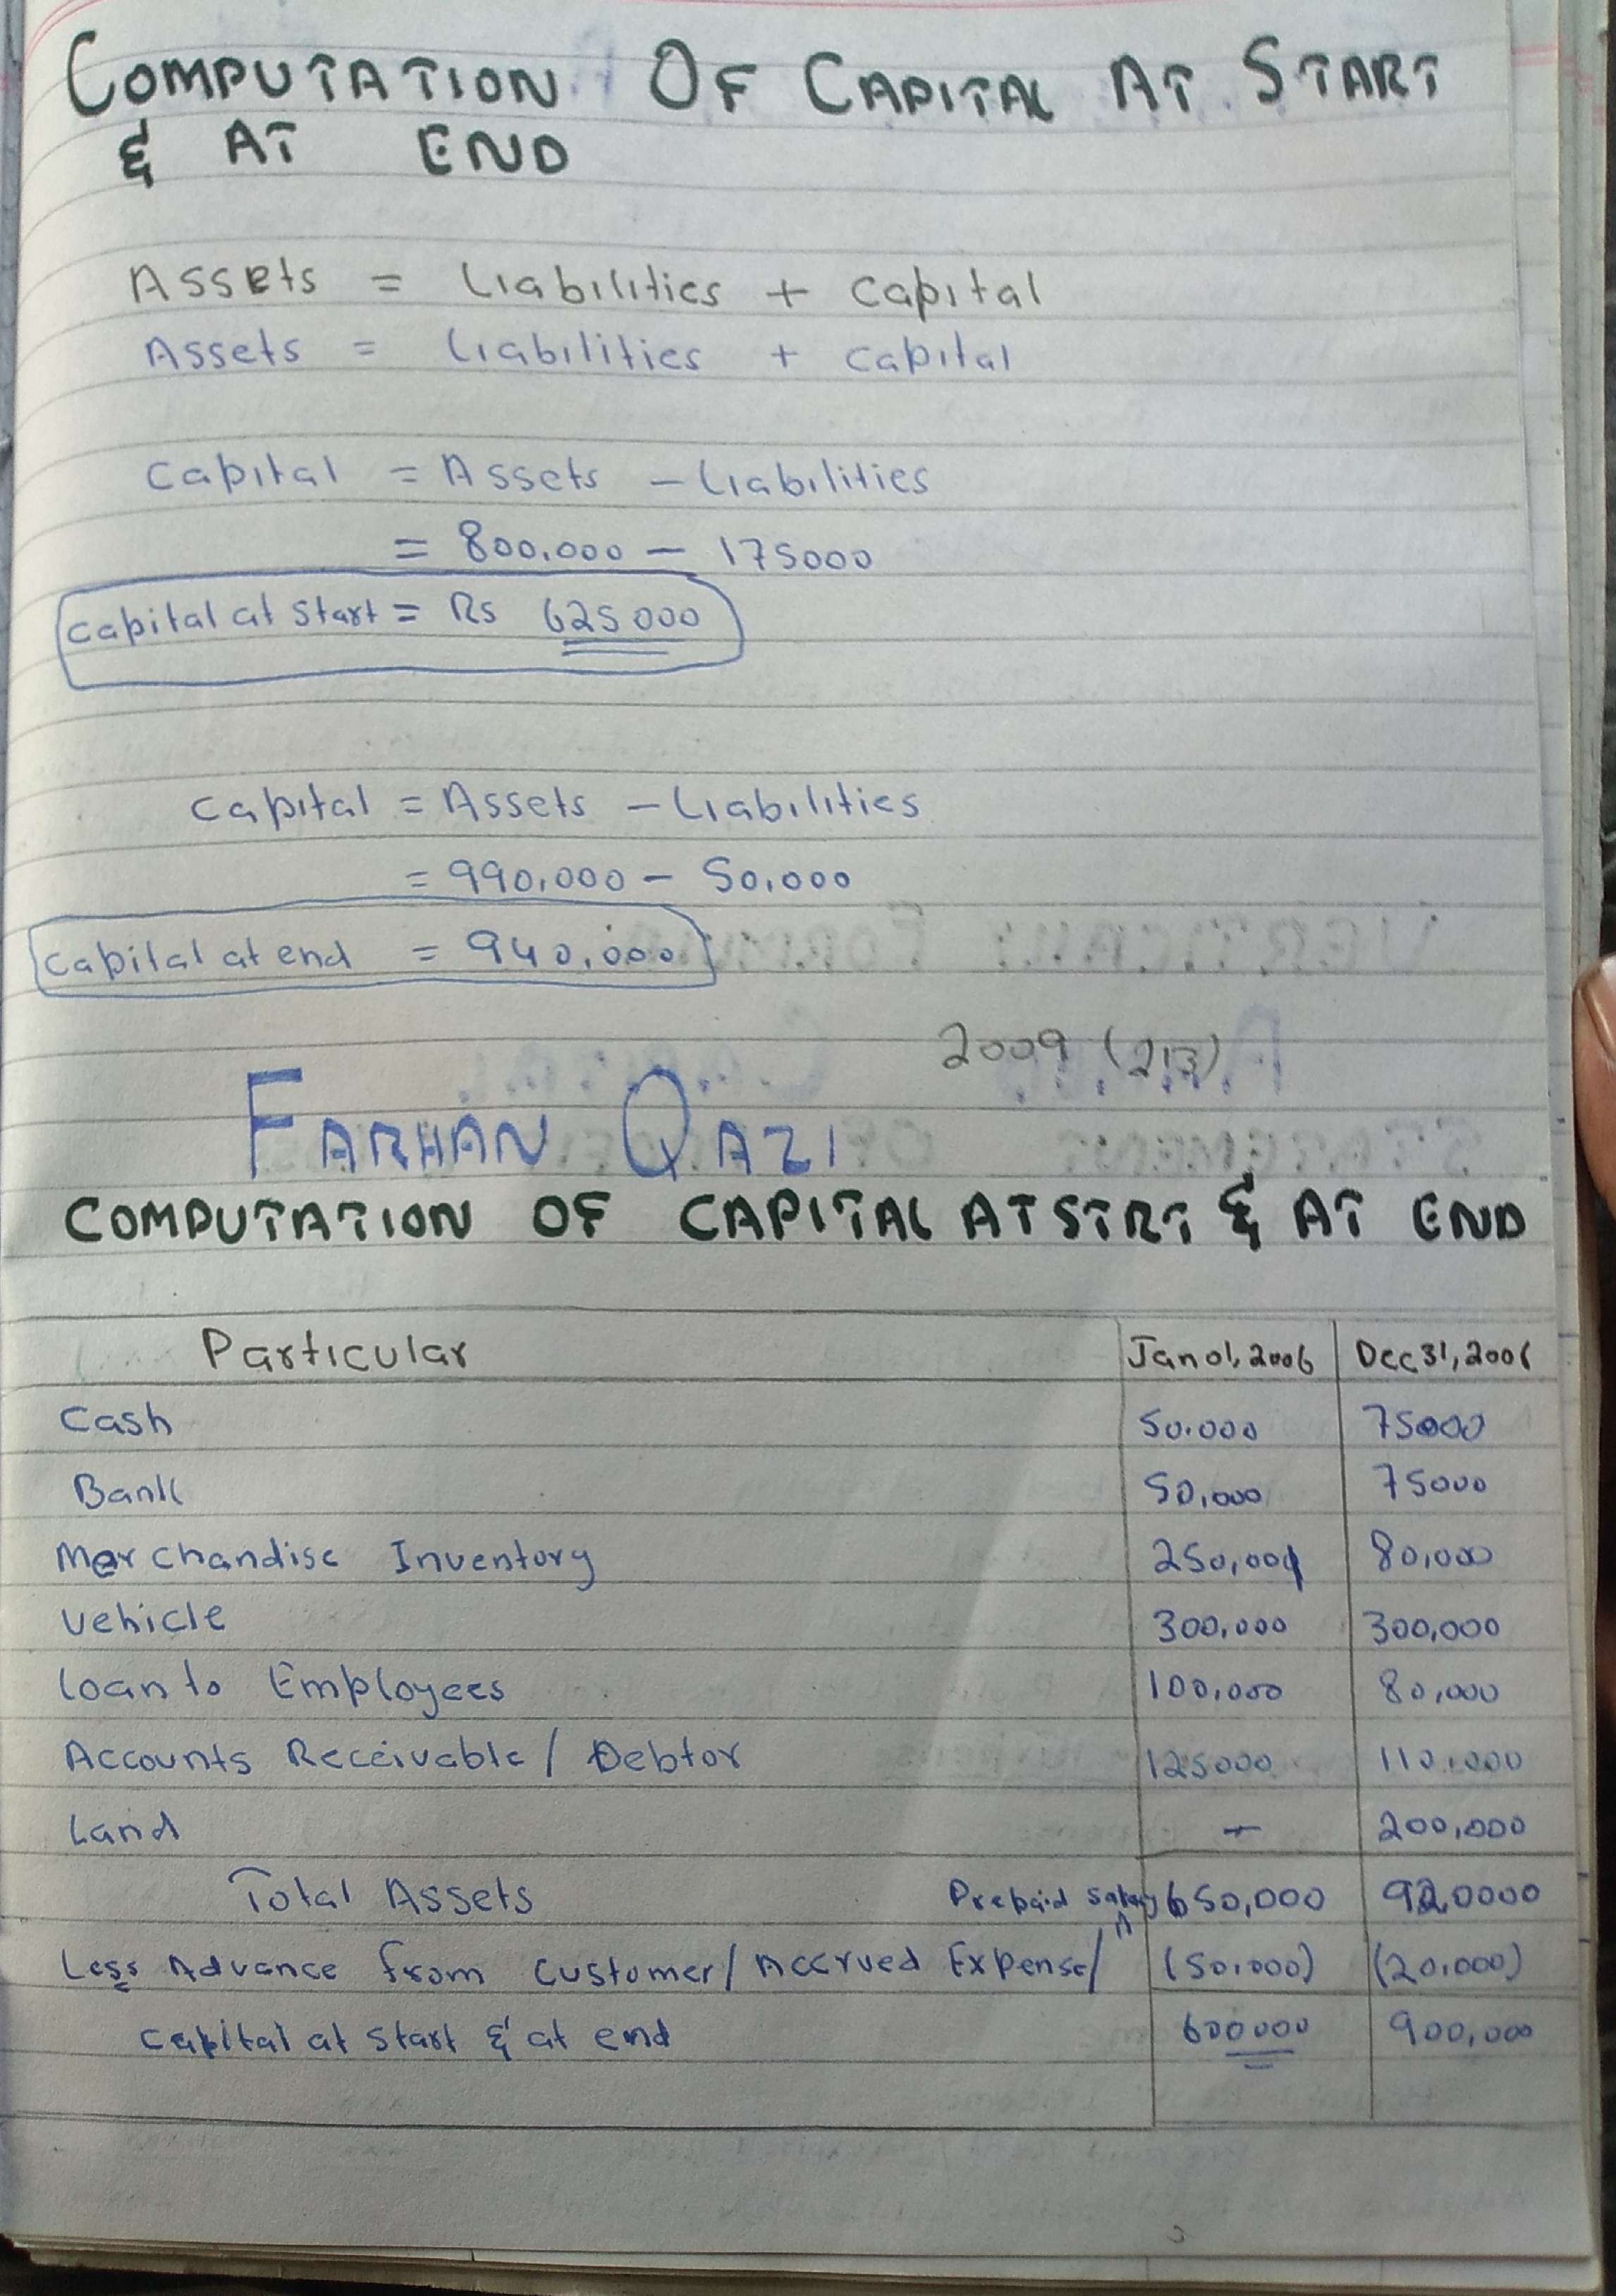 COMPUTATION OF CAPITAL AT START
& AT END
Assets = Liabilities + Capital
Assets = Liabilities + Capital
Capital = Assets - Liabilities
= 800,000 - 175000
Capital at Start = Rs 625000
Capital = Assets - Liabilities
= 990,000 - 50,000
Capital at end = 940,000
2009 (213)
FARHAN QAZI
COMPUTATION OF CAPITAL AT STRT & AT END
Particular Jan 01, 2006 Dec 31, 2006
Cash 50.000 75000
Bank 50,000 75000
Merchandise Inventory 250,000 80,000
Vehicle 300,000 300,000
Loan to Employees 100,000 80,000
Accounts Receivable / Debtor 125000 110,000
Land - 200,000
Total Assets 650,000 920000
Prepaid Salary
Less Advance from Customer / Accrued Expense / (50,000) (20,000)
Capital at Start & at end 600000 900,000